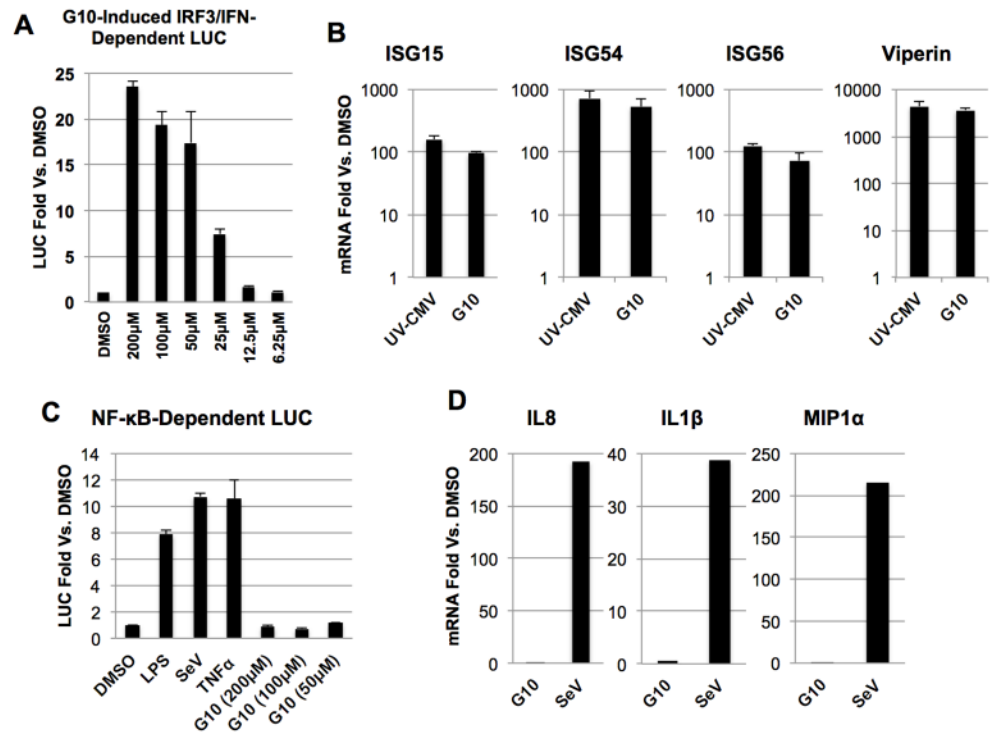 A
G10-Induced IRF3/IFN-
Dependent LUC
LUC Fold Vs. DMSO
25
20
15
10
5
0
DMSO
200µM
100µM
50µM
25µM
12.5µM
6.25µM
B
ISG15
ISG54
ISG56
Viperin
mRNA Fold Vs. DMSO
1000
100
10
1
UV-CMV
G10
1000
100
10
1
UV-CMV
G10
1000
100
10
1
UV-CMV
G10
10000
1000
100
10
1
UV-CMV
G10
C
NF-κB-Dependent LUC
LUC Fold Vs. DMSO
14
12
10
8
6
4
2
0
DMSO
LPS
SeV
TNFα
G10 (200µM)
G10 (100µM)
G10 (50µM)
D
IL8
IL1β
MIP1α
mRNA Fold Vs. DMSO
200
150
100
50
0
G10
SeV
40
30
20
10
0
G10
SeV
250
200
150
100
50
0
G10
SeV